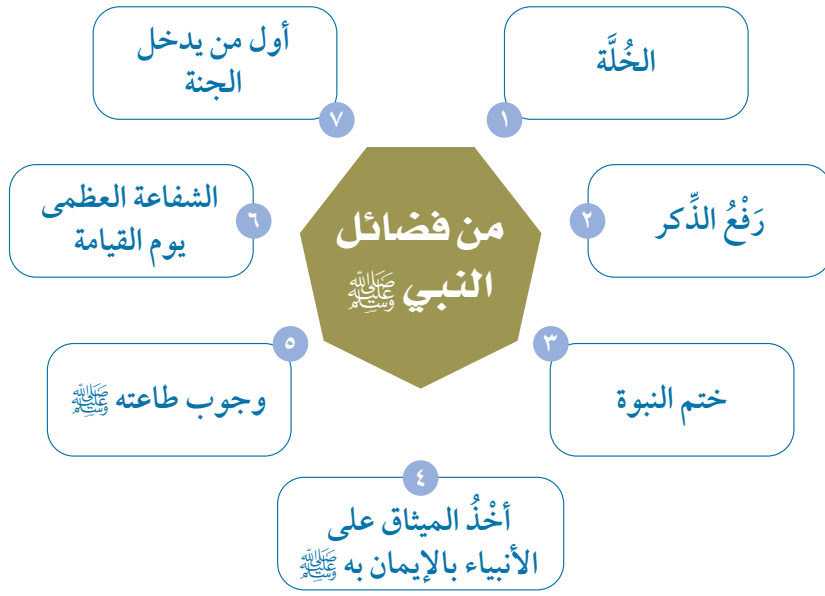 من فضائل
النبي ﷺ
١
الخُلَّة
٢
رَفْعُ الذِّكر
٣
ختم النبوة
٤
أخْذُ الميثاق على
الأنبياء بالإيمان به ﷺ
٥
وجوب طاعته ﷺ
٦
الشفاعة العظمى
يوم القيامة
٧
أول من يدخل
الجنة